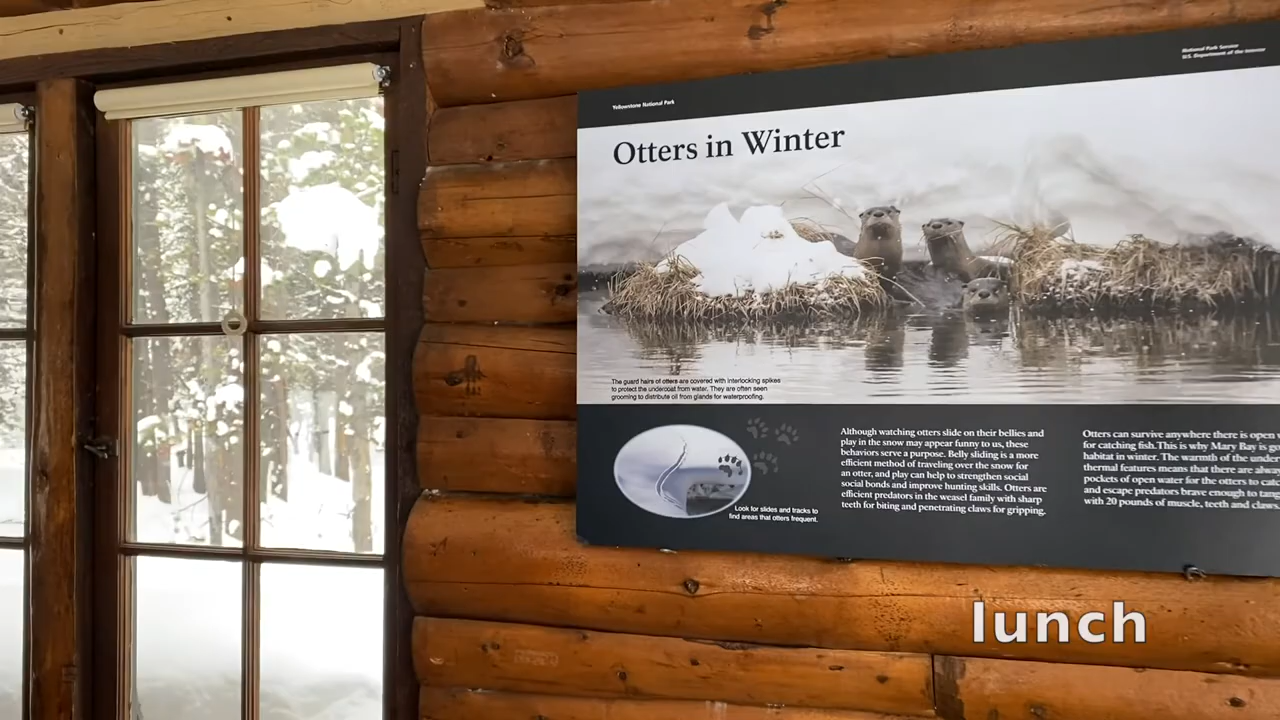 National Park Service
U.S. Department of the Interior
Yellowstone National Park
Otters in Winter
The guard hairs of otters are covered with interlocking spikes
to protect the undercoat from water. They are often seen
grooming to distribute oil from glands for waterproofing.
Look for slides and tracks to
find areas that otters frequent.
Although watching otters slide on their bellies and
play in the snow may appear funny to us, these
behaviors serve a purpose. Belly sliding is a more
efficient method of traveling over the snow for
an otter, and play can help to strengthen social
social bonds and improve hunting skills. Otters are
efficient predators in the weasel family with sharp
teeth for biting and penetrating claws for gripping.
Otters can survive anywhere there is open
for catching fish.This is why Mary Bay is
habitat in winter. The warmth of the under
thermal features means that there are
pockets of open water for the otters to
and escape predators brave enough to
with 20 pounds of muscle, teeth and claws.
lunch